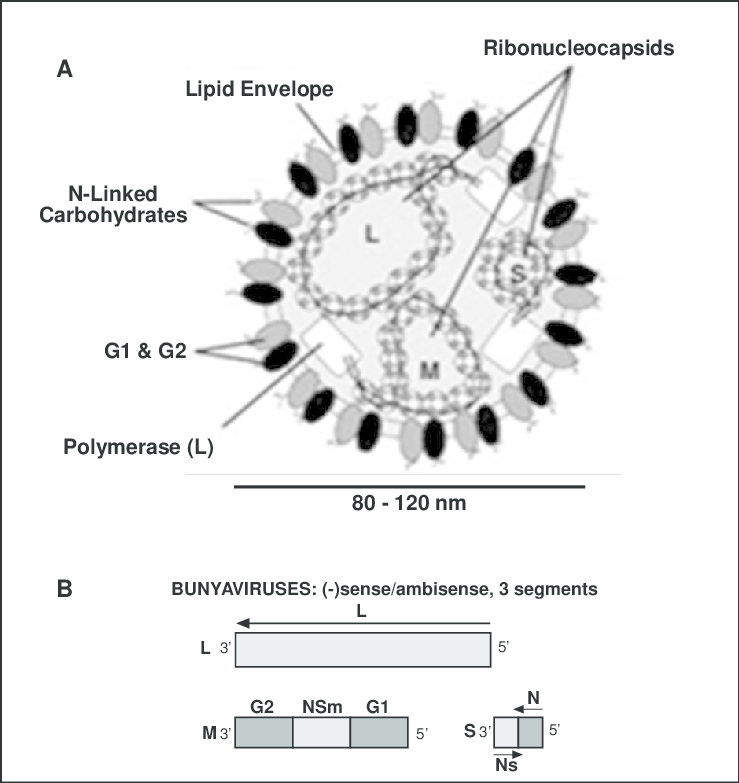 Ribonucleocapsids
A
Lipid Envelope
N-Linked
Carbohydrates
L
S
G1 & G2
M
Polymerase (L)
80 - 120 nm
B
BUNYAVIRUSES: (-)sense/ambisense, 3 segments
L
L 3’ 5’
G2 NSm G1 N
M 3’ 5’ S 3’ 5’
Ns